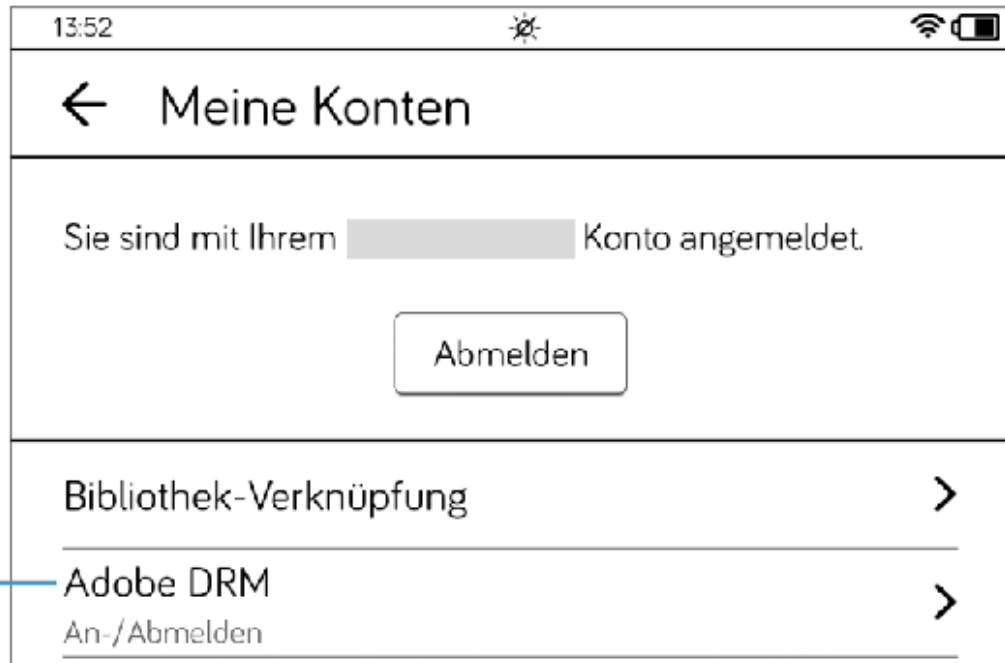 13:52
Meine Konten
Sie sind mit Ihrem Konto angemeldet.
Abmelden
Bibliothek-Verknüpfung
Adobe DRM
An-/Abmelden